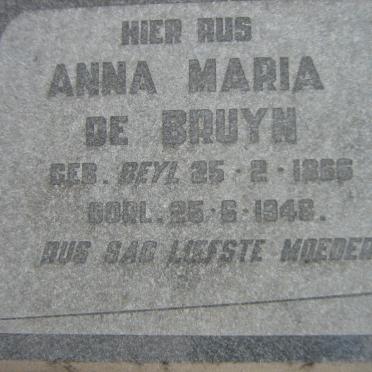 HIER RUS
ANNA MARIA
DE BRUYN
GEB. BEYL 25·2·1866
OORL. 25·6·1946.
RUS SAG LIEFSTE MOEDER